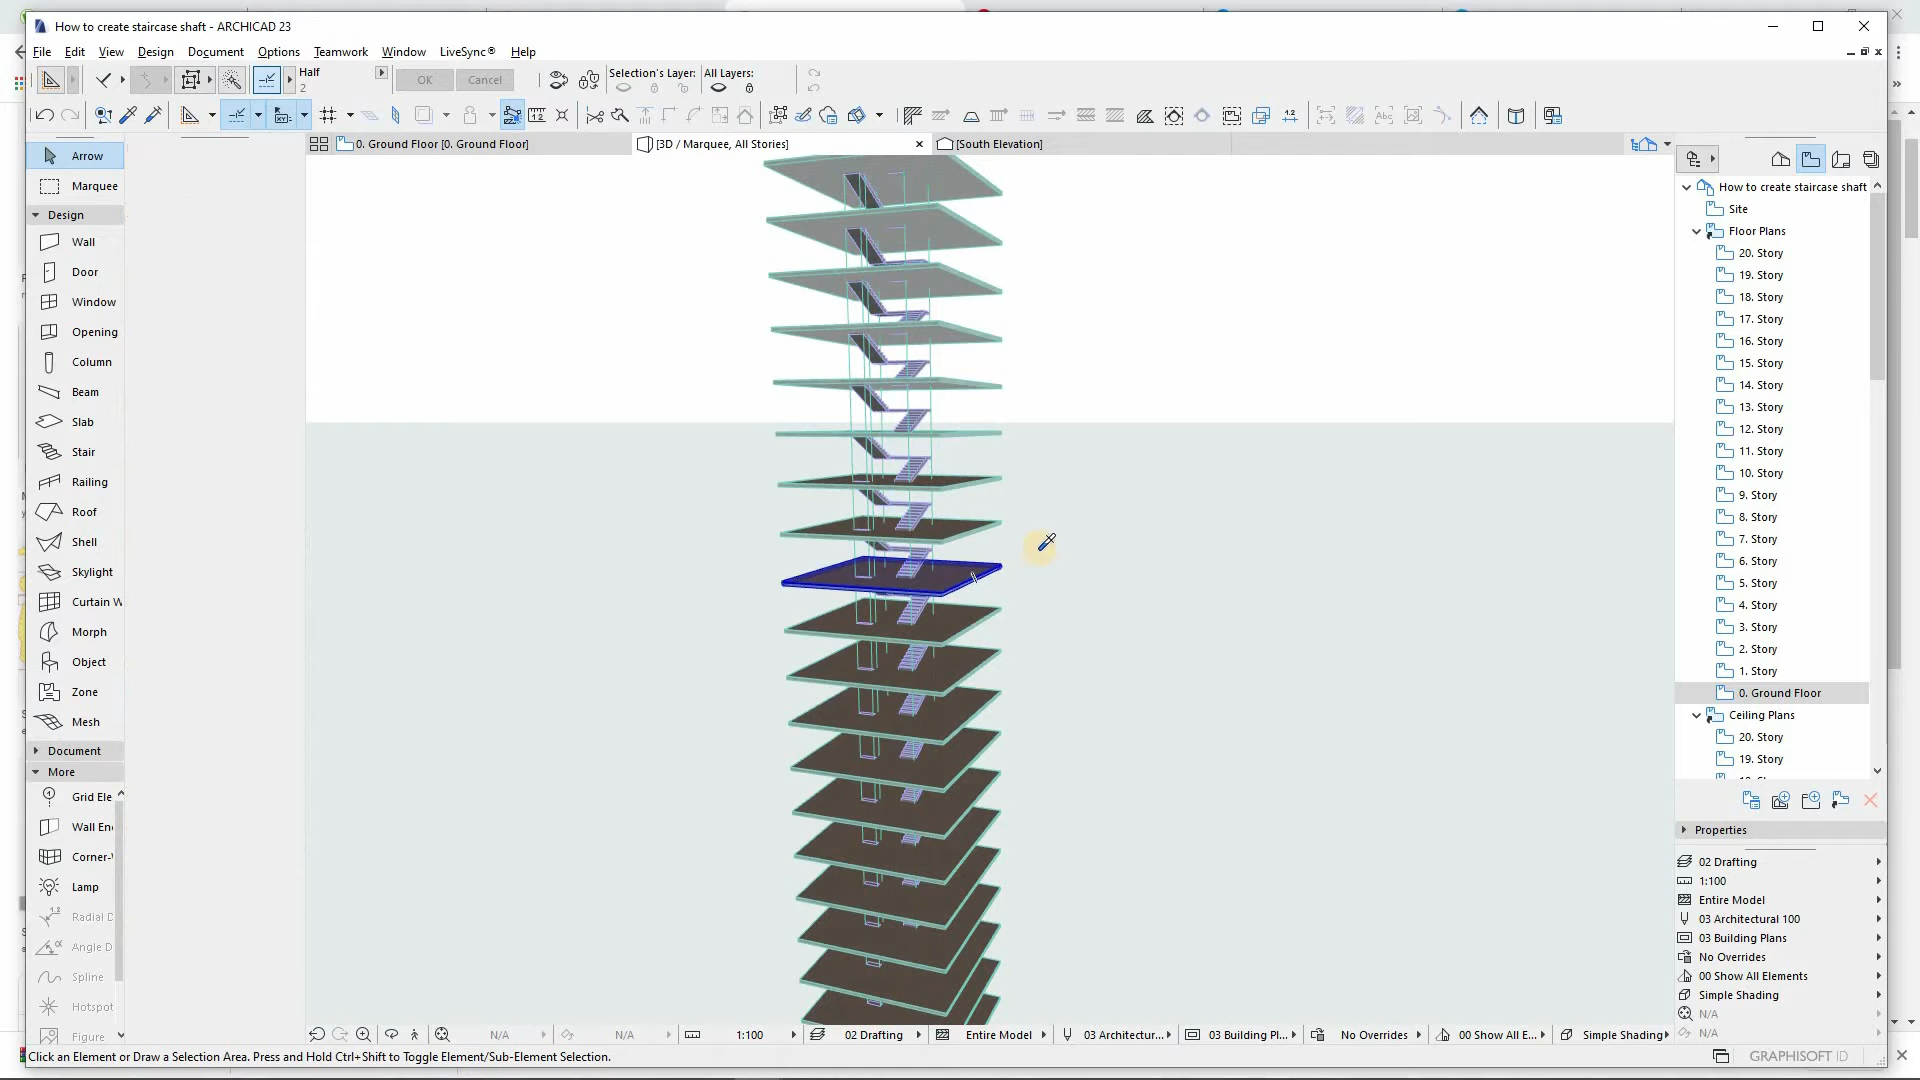 How to create staircase shaft - ARCHICAD 23
File Edit View Design Document Options Teamwork Window LiveSync® Help
Half
2
OK
Cancel
Selection's Layer:
All Layers:
0. Ground Floor [0. Ground Floor]
[3D / Marquee, All Stories]
[South Elevation]
Arrow
Marquee
Design
Wall
Door
Window
Opening
Column
Beam
Slab
Stair
Railing
Roof
Shell
Skylight
Curtain W
Morph
Object
Zone
Mesh
Document
More
Grid Ele
Wall En
Corner-
Lamp
Radial D
Angle D
Spline
Hotspot
Figure
How to create staircase shaft
Site
Floor Plans
20. Story
19. Story
18. Story
17. Story
16. Story
15. Story
14. Story
13. Story
12. Story
11. Story
10. Story
9. Story
8. Story
7. Story
6. Story
5. Story
4. Story
3. Story
2. Story
1. Story
0. Ground Floor
Ceiling Plans
20. Story
19. Story
Properties
02 Drafting
1:100
Entire Model
03 Architectural 100
03 Building Plans
No Overrides
00 Show All Elements
Simple Shading
N/A
N/A
N/A
N/A
1:100
02 Drafting
Entire Model
03 Architectur...
03 Building Pl...
No Overrides
00 Show All E...
Simple Shading
Click an Element or Draw a Selection Area. Press and Hold Ctrl+Shift to Toggle Element/Sub-Element Selection.
GRAPHISOFT ID